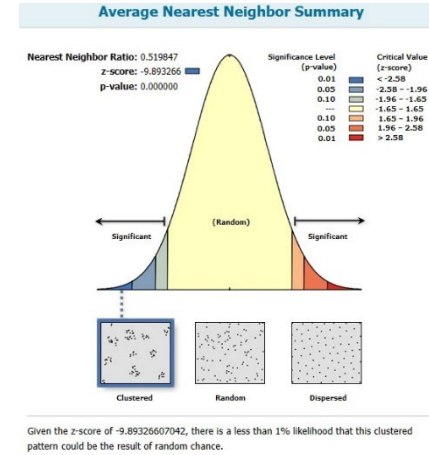 Average Nearest Neighbor Summary
Nearest Neighbor Ratio: 0.519847
z-score: -9.893266
p-value: 0.000000
Significance Level (p-value)
Critical Value (z-score)
0.01 < -2.58
0.05 -2.58 - -1.96
0.10 -1.96 - -1.65
--- -1.65 - 1.65
0.10 1.65 - 1.96
0.05 1.96 - 2.58
0.01 > 2.58
(Random)
Significant Significant
Clustered Random Dispersed
Given the z-score of -9.89326607042, there is a less than 1% likelihood that this clustered
pattern could be the result of random chance.